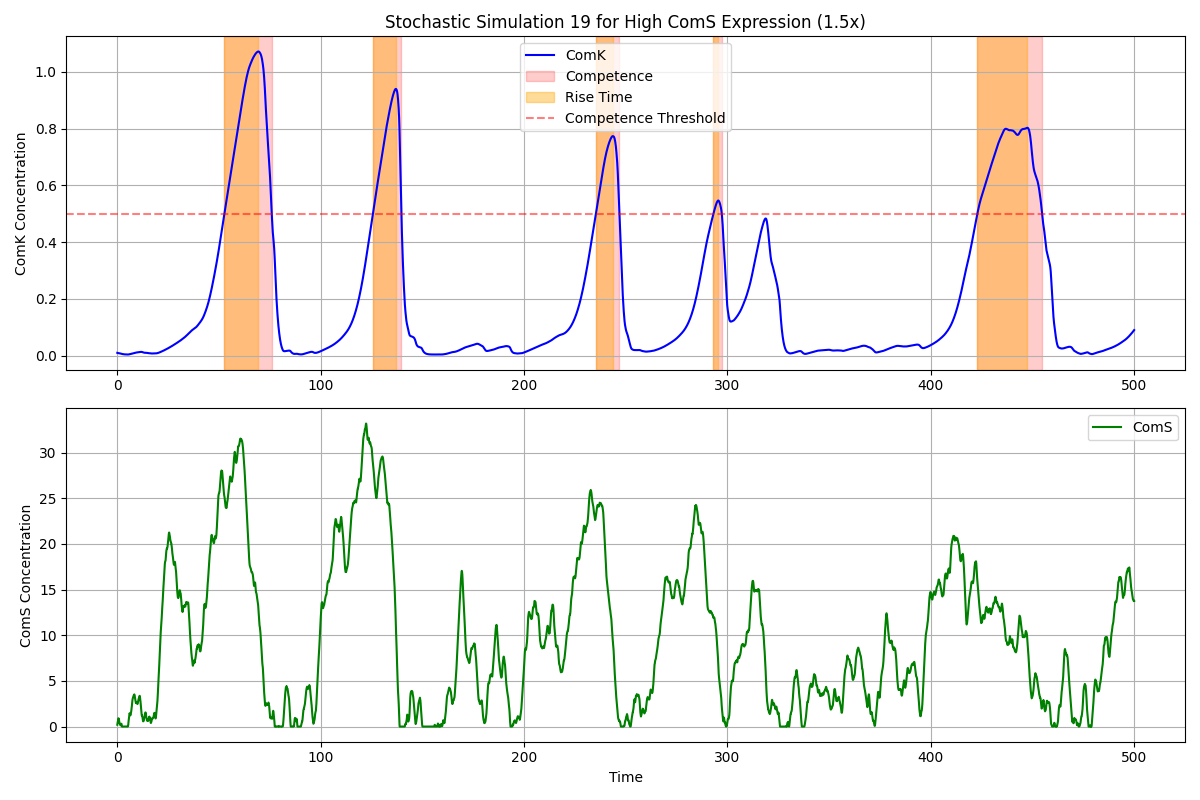 Stochastic Simulation 19 for High ComS Expression (1.5x)
ComK Concentration
1.0
0.8
0.6
0.4
0.2
0.0
ComK
Competence
Rise Time
Competence Threshold
0 100 200 300 400 500
ComS Concentration
30
25
20
15
10
5
0
ComS
0 100 200 300 400 500
Time